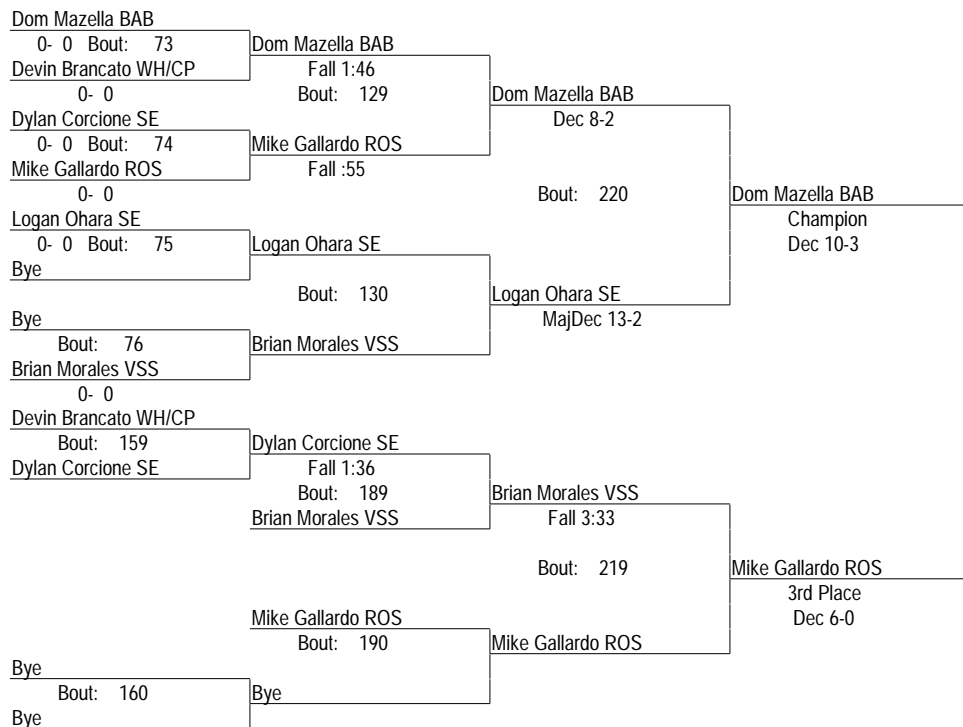 Dom Mazella BAB
0- 0 Bout: 73 Dom Mazella BAB
Devin Brancato WH/CP Fall 1:46
0- 0 Bout: 129 Dom Mazella BAB
Dylan Corcione SE Dec 8-2
0- 0 Bout: 74 Mike Gallardo ROS
Mike Gallardo ROS Fall :55
0- 0 Bout: 220 Dom Mazella BAB
Logan Ohara SE Champion
0- 0 Bout: 75 Logan Ohara SE Dec 10-3
Bye
Bout: 130 Logan Ohara SE
Bye MajDec 13-2
Bout: 76 Brian Morales VSS
Brian Morales VSS
0- 0
Devin Brancato WH/CP
Bout: 159 Dylan Corcione SE
Dylan Corcione SE Fall 1:36
Bout: 189 Brian Morales VSS
Brian Morales VSS Fall 3:33
Bout: 219 Mike Gallardo ROS
3rd Place
Mike Gallardo ROS Dec 6-0
Bout: 190 Mike Gallardo ROS
Bye
Bout: 160 Bye
Bye